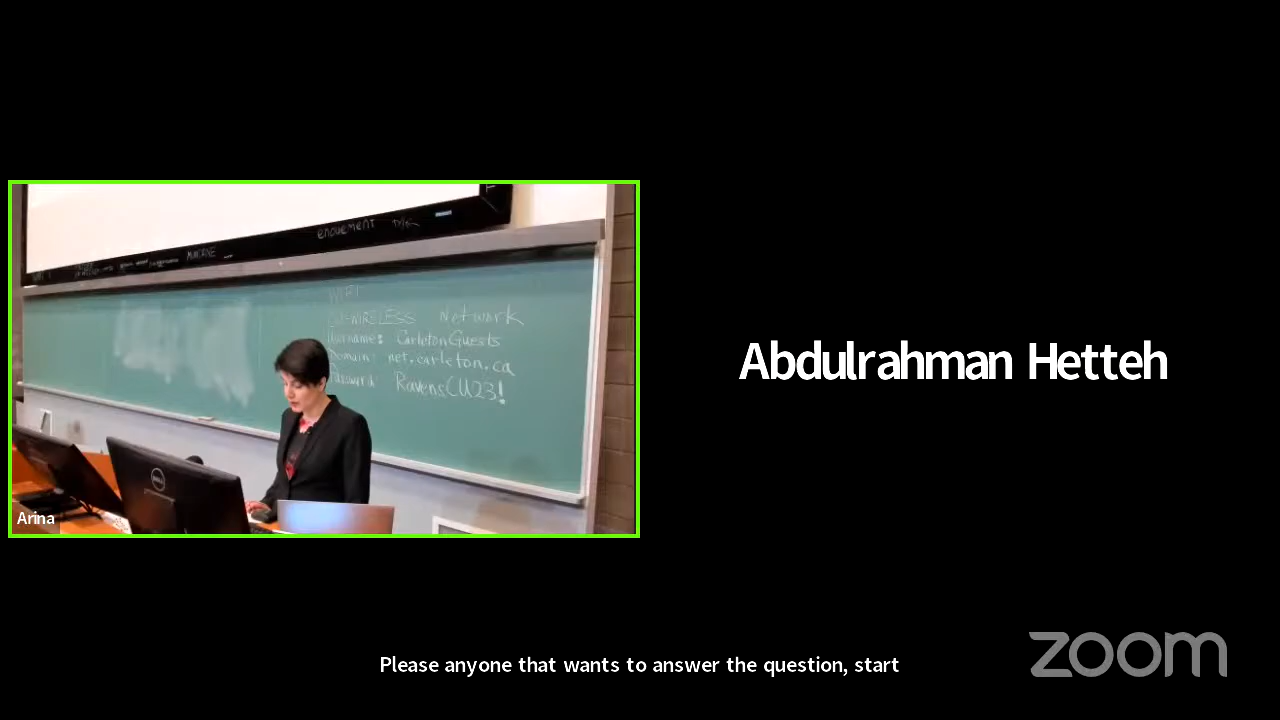 enouement
WiFi
CU-WIRELESS Network
Username: CarletonGuests
Domain: net.carleton.ca
Password: RavensCU23!
DELL
Arina
Abdulrahman Hetteh
Please anyone that wants to answer the question, start
zoom